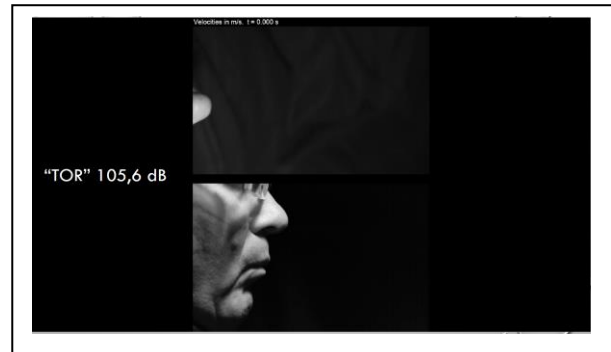 Velocities in m/s. t = 0.000 s
“TOR” 105,6 dB